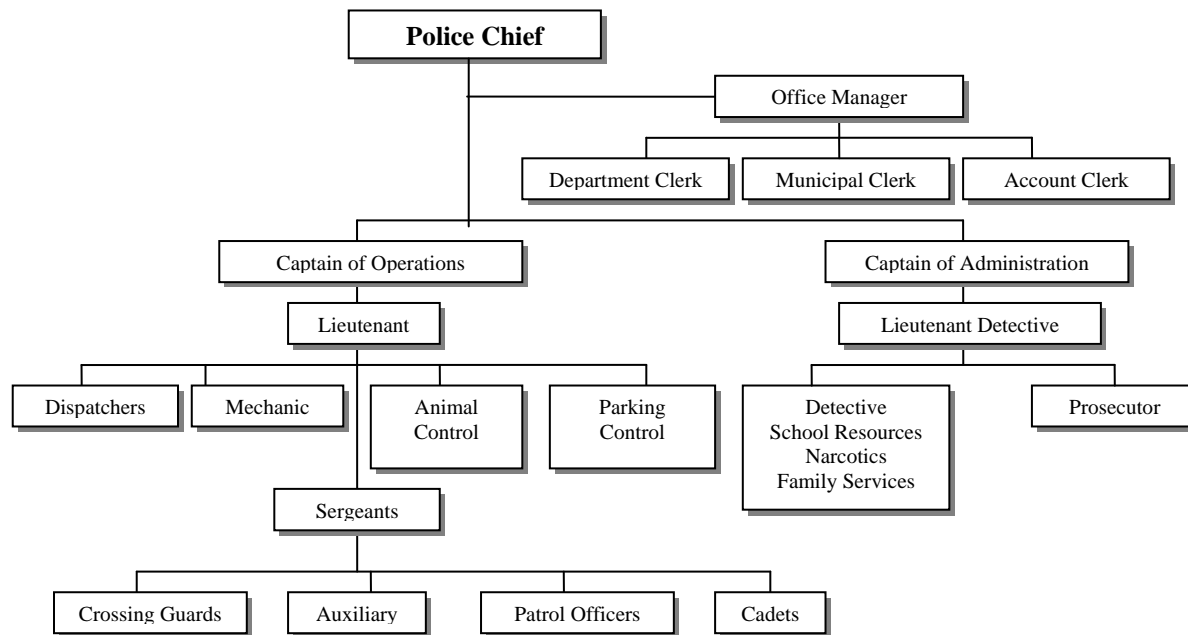 Police Chief
Office Manager
Department Clerk
Municipal Clerk
Account Clerk
Captain of Operations
Captain of Administration
Lieutenant
Lieutenant Detective
Dispatchers
Mechanic
Animal
Control
Parking
Control
Detective
School Resources
Narcotics
Family Services
Prosecutor
Sergeants
Crossing Guards
Auxiliary
Patrol Officers
Cadets